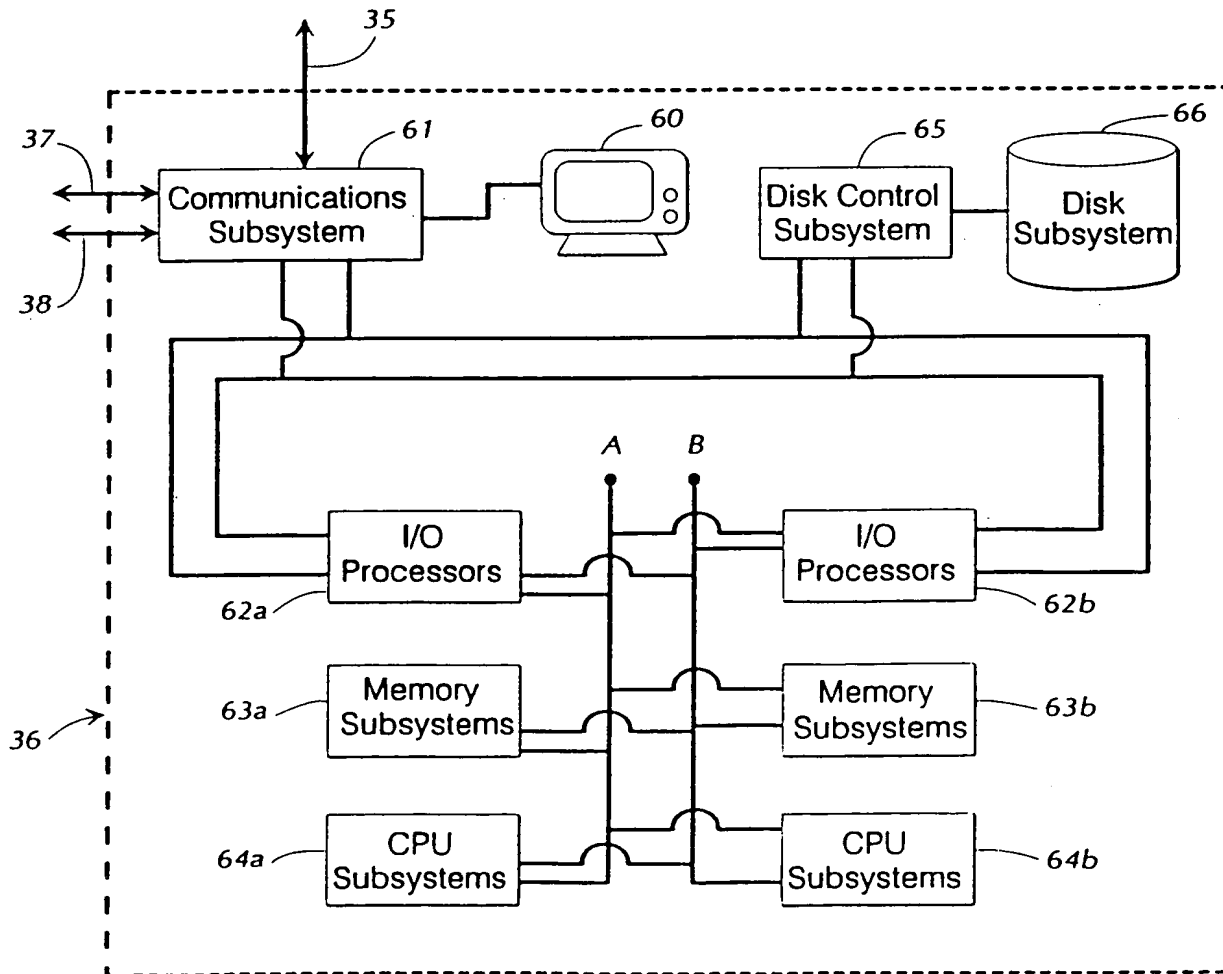 35
37
61
60
65
66
Communications
Subsystem
Disk Control
Subsystem
Disk
Subsystem
38
A
B
I/O
Processors
I/O
Processors
62a
62b
Memory
Subsystems
Memory
Subsystems
63a
63b
36
CPU
Subsystems
CPU
Subsystems
64a
64b